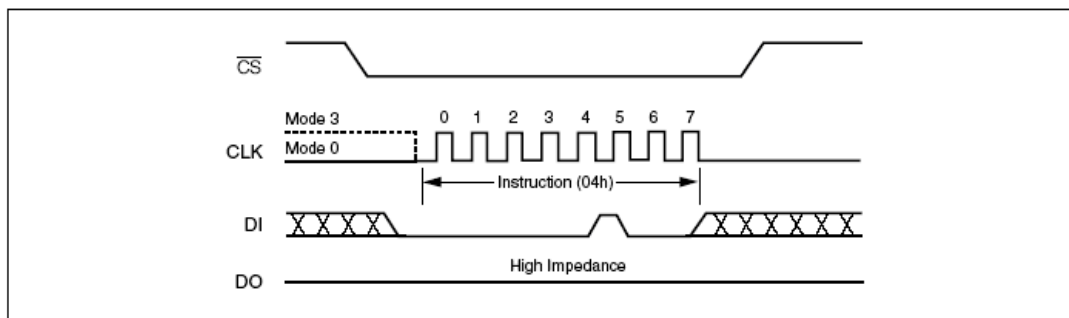 CS
Mode 3
0 1 2 3 4 5 6 7
CLK
Mode 0
Instruction (04h)
DI
High Impedance
DO